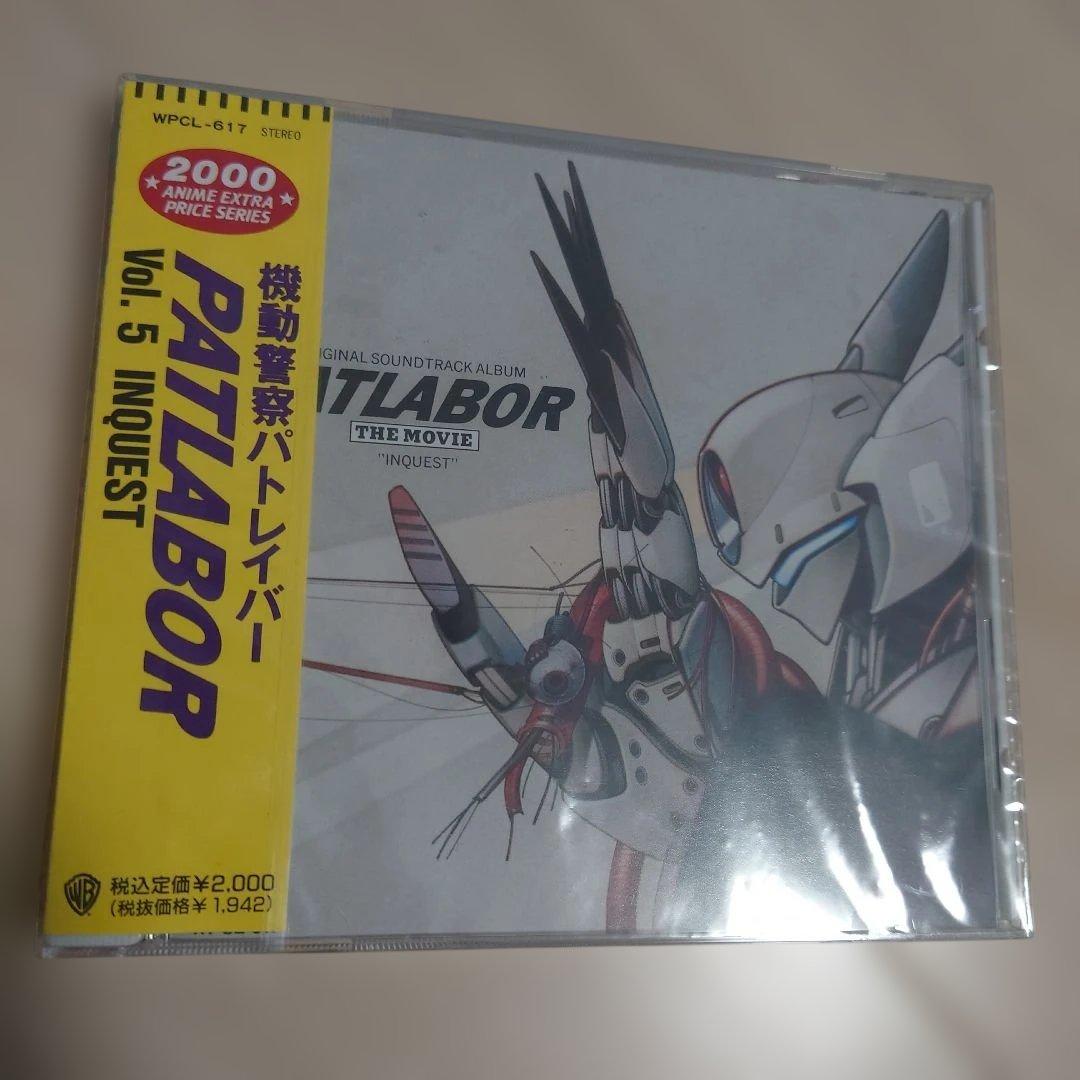 WPCL-617 STEREO
2000
ANIME EXTRA
PRICE SERIES
機動警察パトレイバー
PATLABOR
Vol. 5 INQUEST
WB
税込定価¥2,000
(税抜価格¥1,942)
IGINAL SOUNDTRACK ALBUM
ATLABOR
THE MOVIE
"INQUEST"